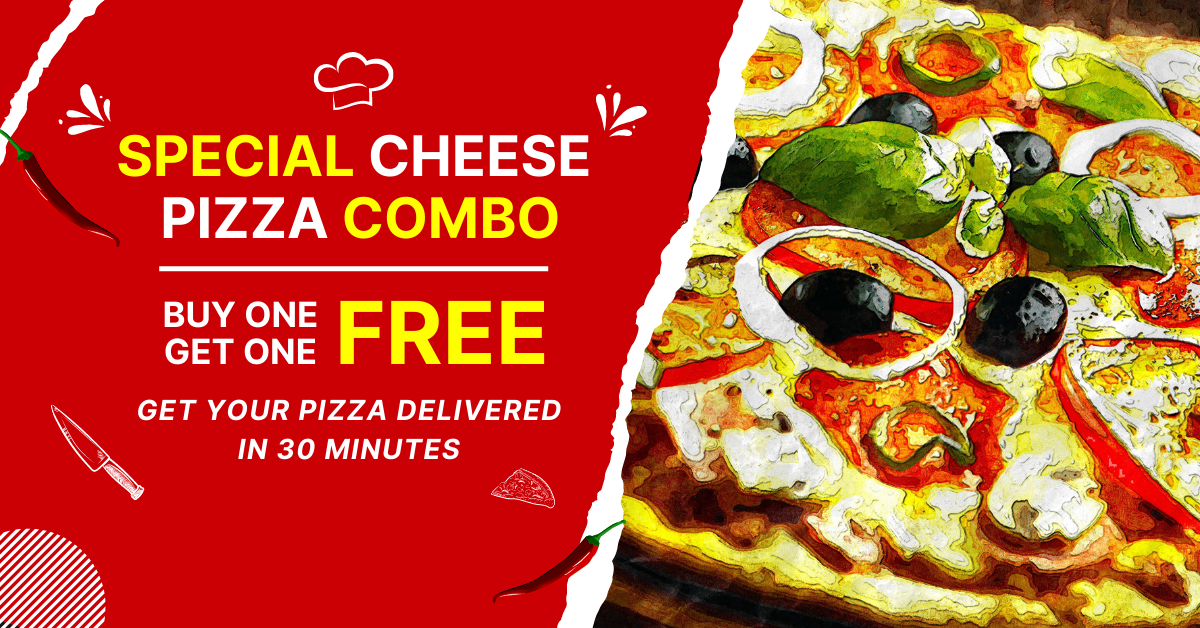 SPECIAL CHEESE
PIZZA COMBO
BUY ONE
GET ONE FREE
GET YOUR PIZZA DELIVERED
IN 30 MINUTES